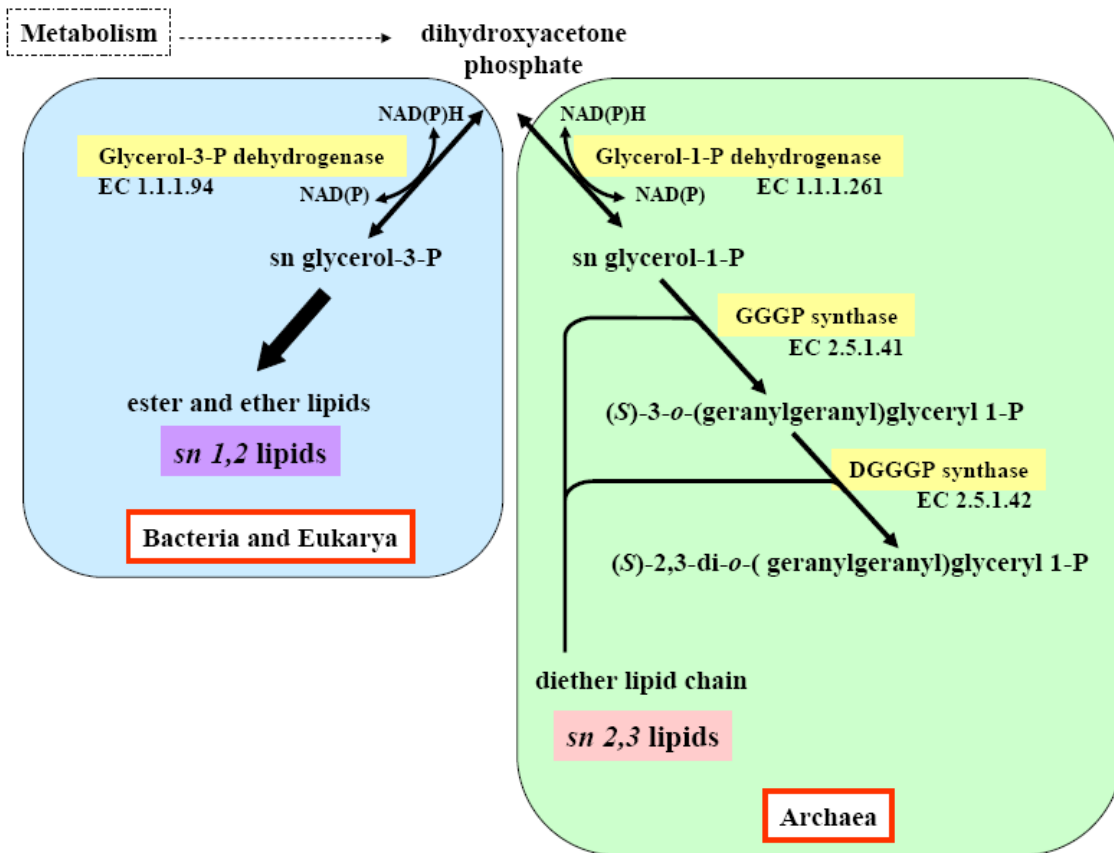 Metabolism
dihydroxyacetone
phosphate
NAD(P)H
Glycerol-3-P dehydrogenase
EC 1.1.1.94
NAD(P)
sn glycerol-3-P
ester and ether lipids
sn 1,2 lipids
Bacteria and Eukarya
NAD(P)H
Glycerol-1-P dehydrogenase
EC 1.1.1.261
NAD(P)
sn glycerol-1-P
GGGP synthase
EC 2.5.1.41
(S)-3-o-(geranylgeranyl)glyceryl 1-P
DGGGP synthase
EC 2.5.1.42
(S)-2,3-di-o-( geranylgeranyl)glyceryl 1-P
diether lipid chain
sn 2,3 lipids
Archaea